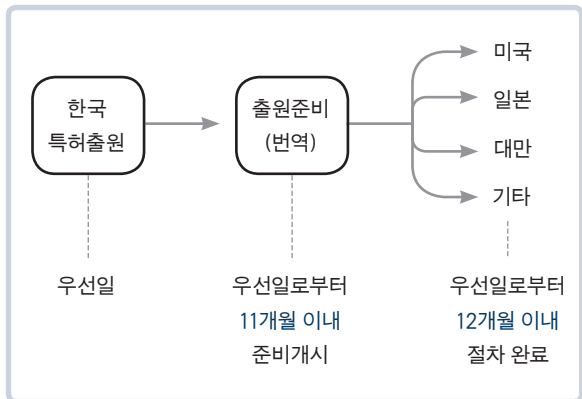 한국
특허출원
출원준비
(번역)
미국
일본
대만
기타
우선일
우선일로부터
11개월 이내
준비개시
우선일로부터
12개월 이내
절차 완료